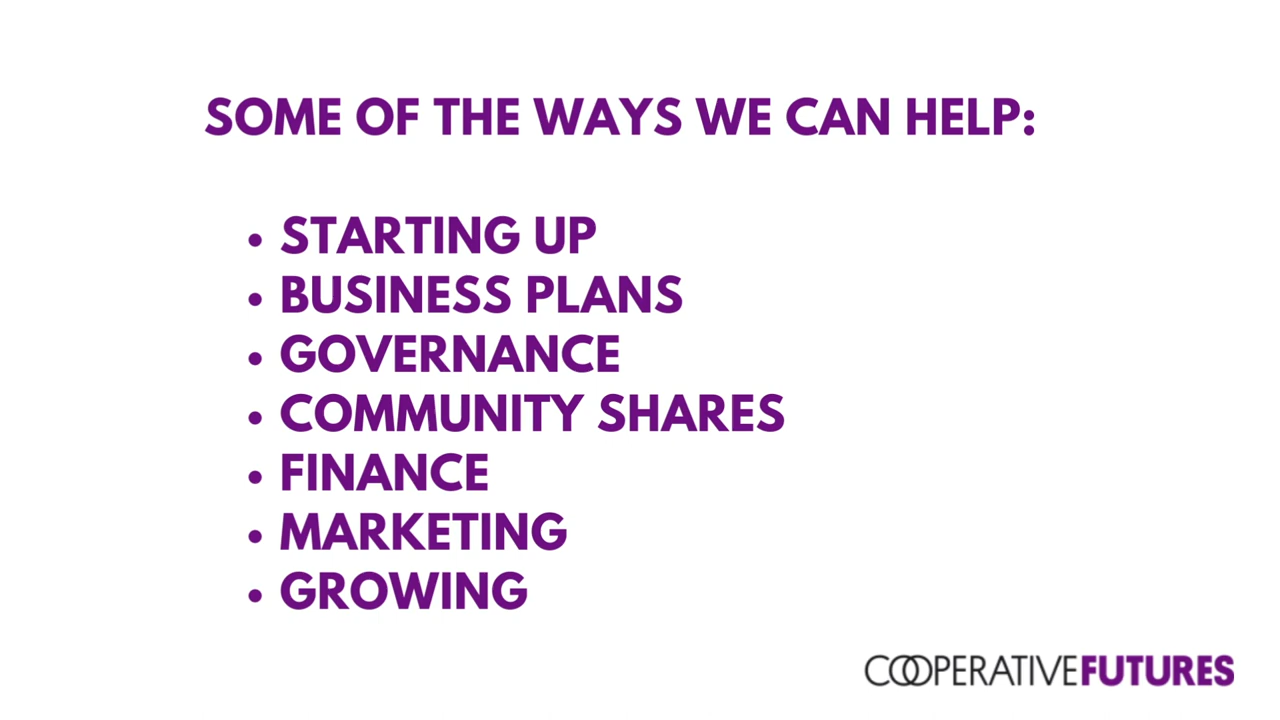 SOME OF THE WAYS WE CAN HELP:
• STARTING UP
• BUSINESS PLANS
• GOVERNANCE
• COMMUNITY SHARES
• FINANCE
• MARKETING
• GROWING
COOPERATIVEFUTURES